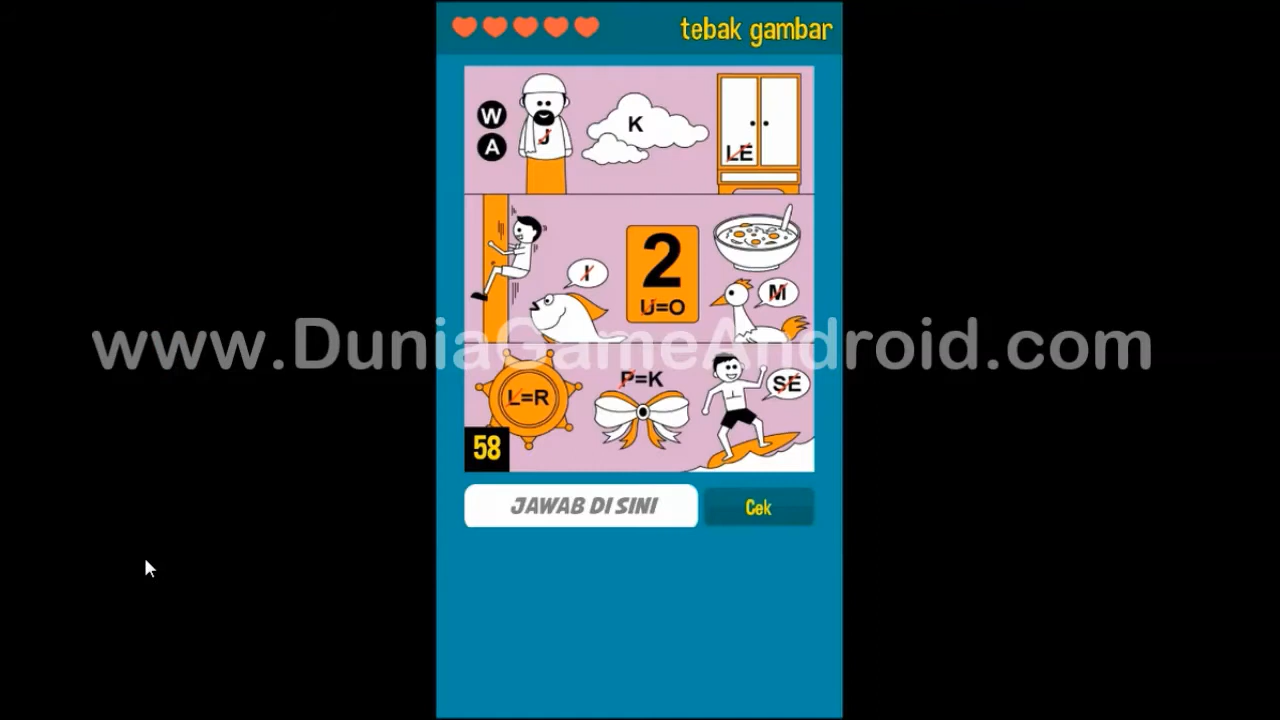 tebak gambar
W
A
J
K
LE
I
2
U=O
M
www.DuniaGameAndroid.com
L=R
P=K
SE
58
JAWAB DI SINI
Cek